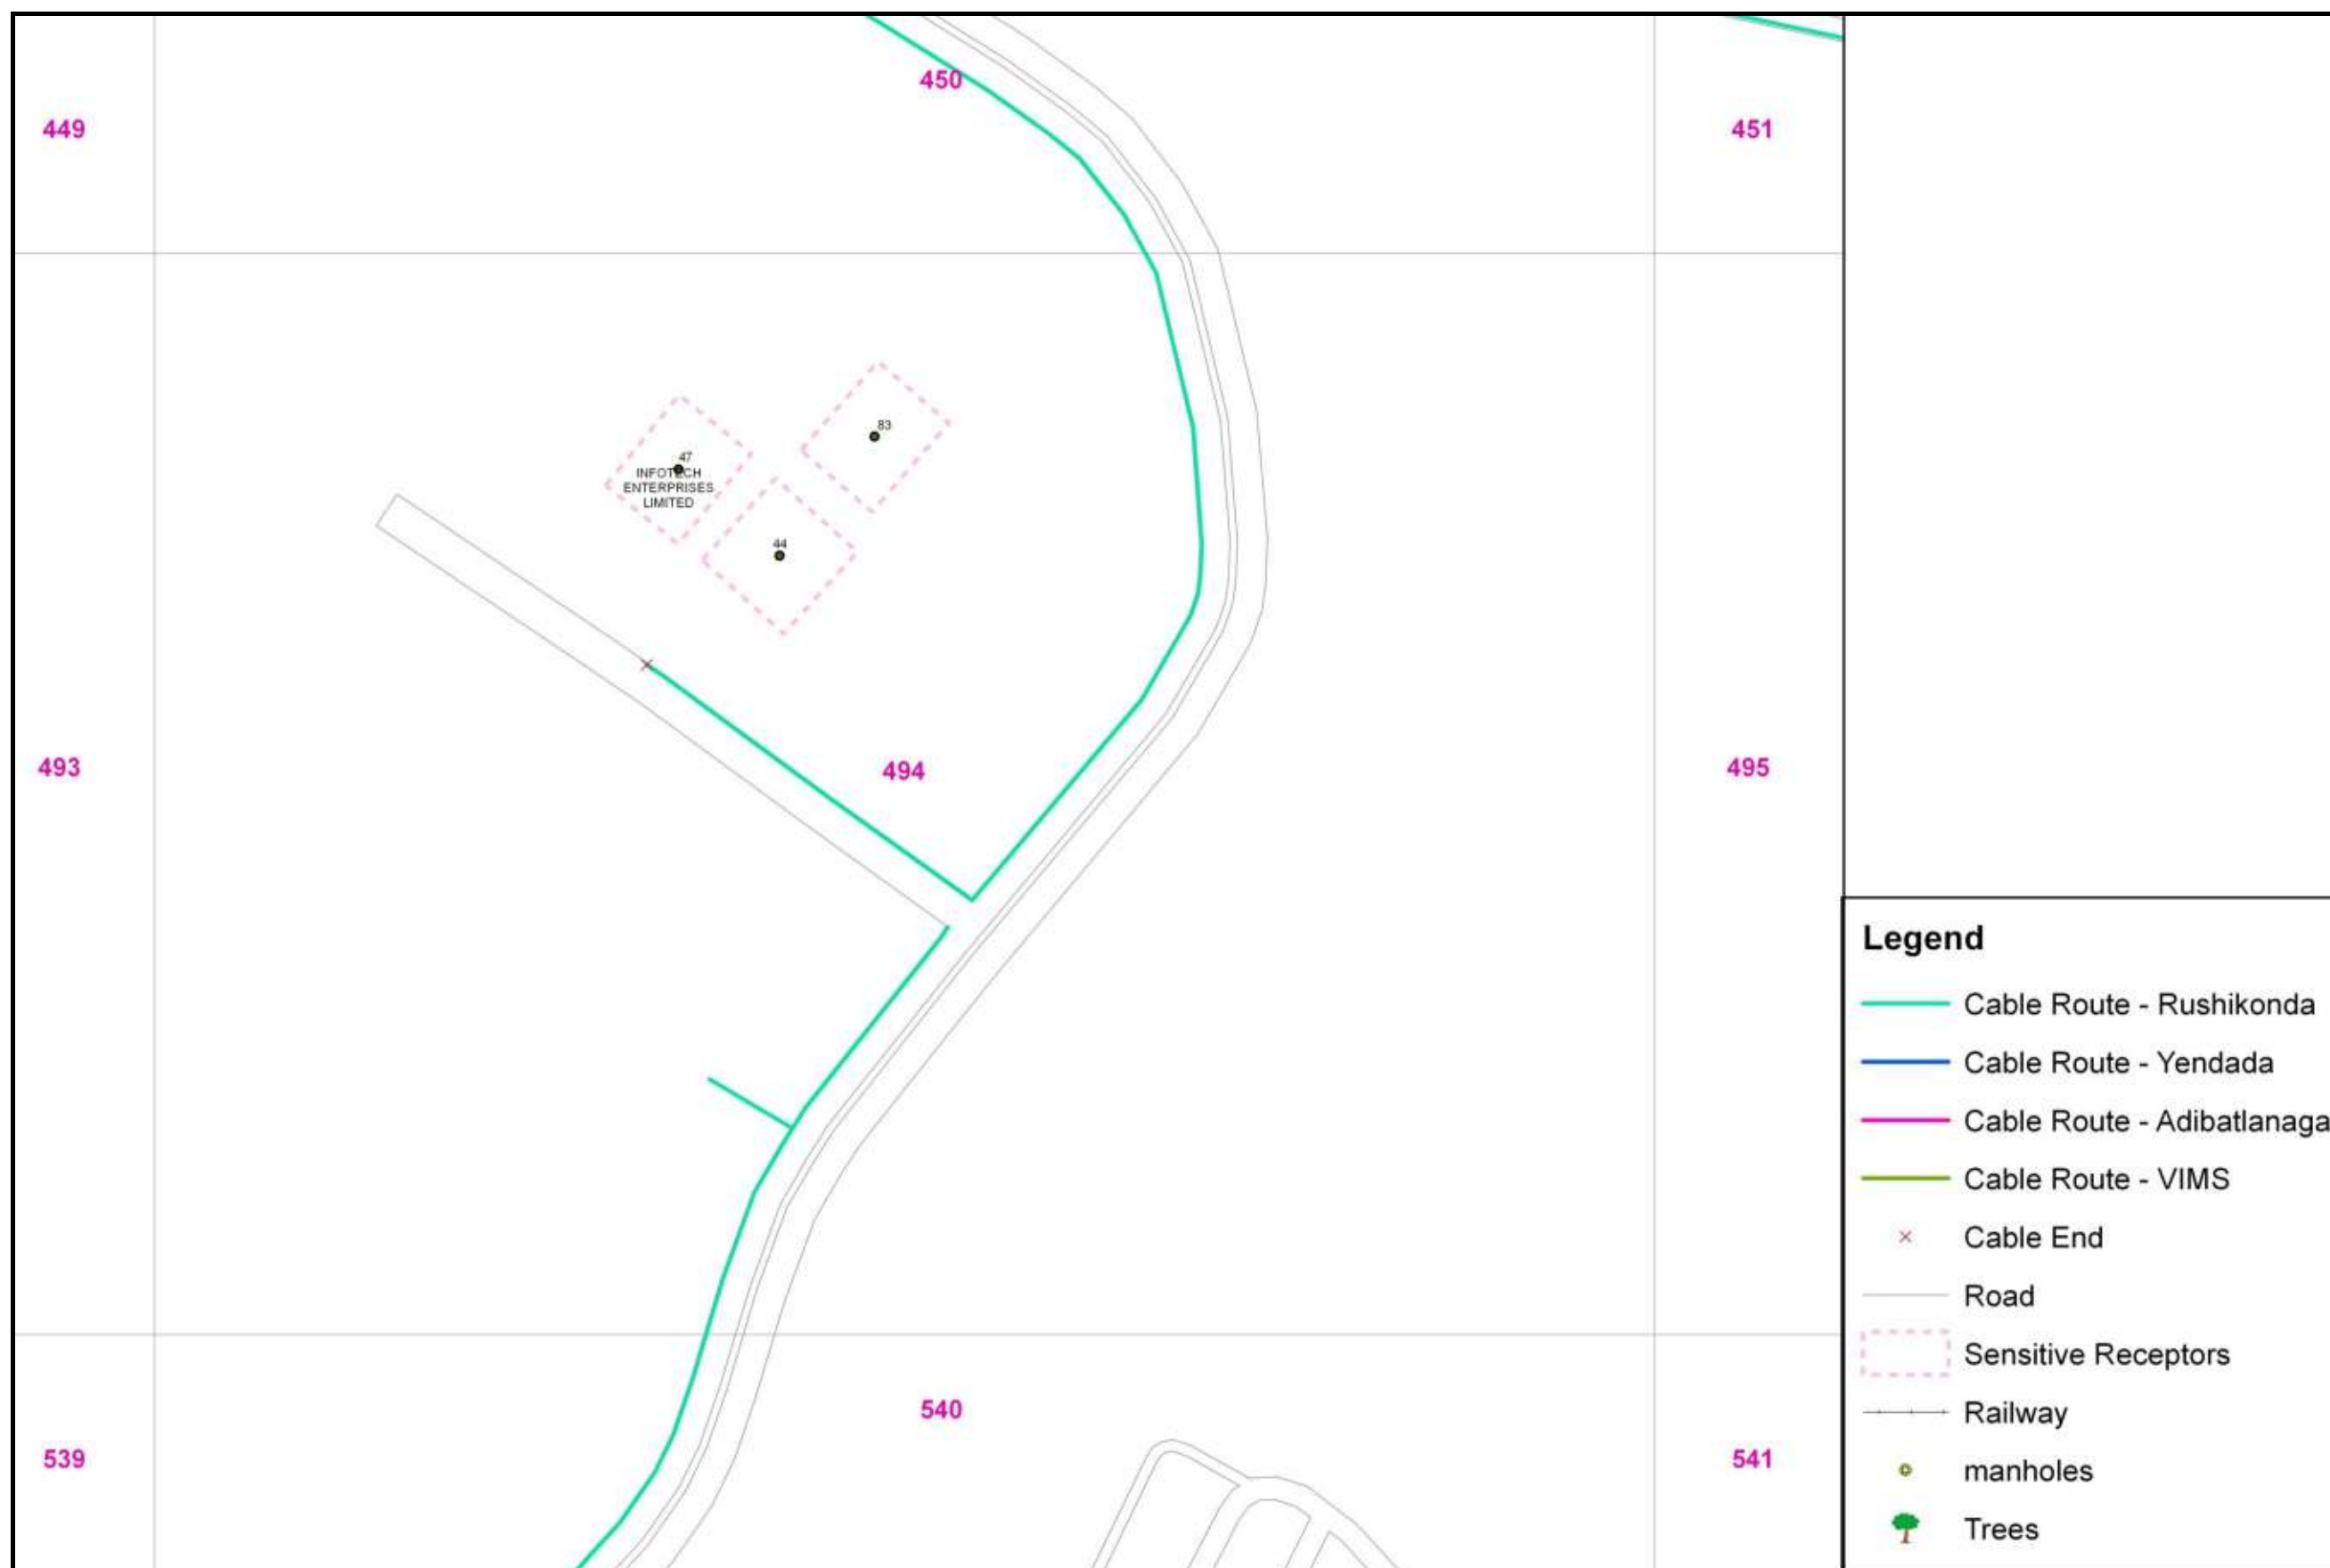 450
449
451
83
47
INFOTECH
ENTERPRISES
LIMITED
44
493
494
495
540
539
541
Legend
Cable Route - Rushikonda
Cable Route - Yendada
Cable Route - Adibatlanaga
Cable Route - VIMS
Cable End
Road
Sensitive Receptors
Railway
manholes
Trees